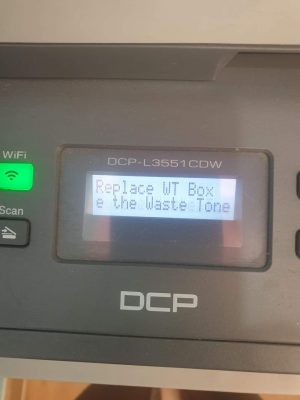 WiFi
DCP-L3551CDW
Replace WT Box
e the Waste Tone
Scan
DCP